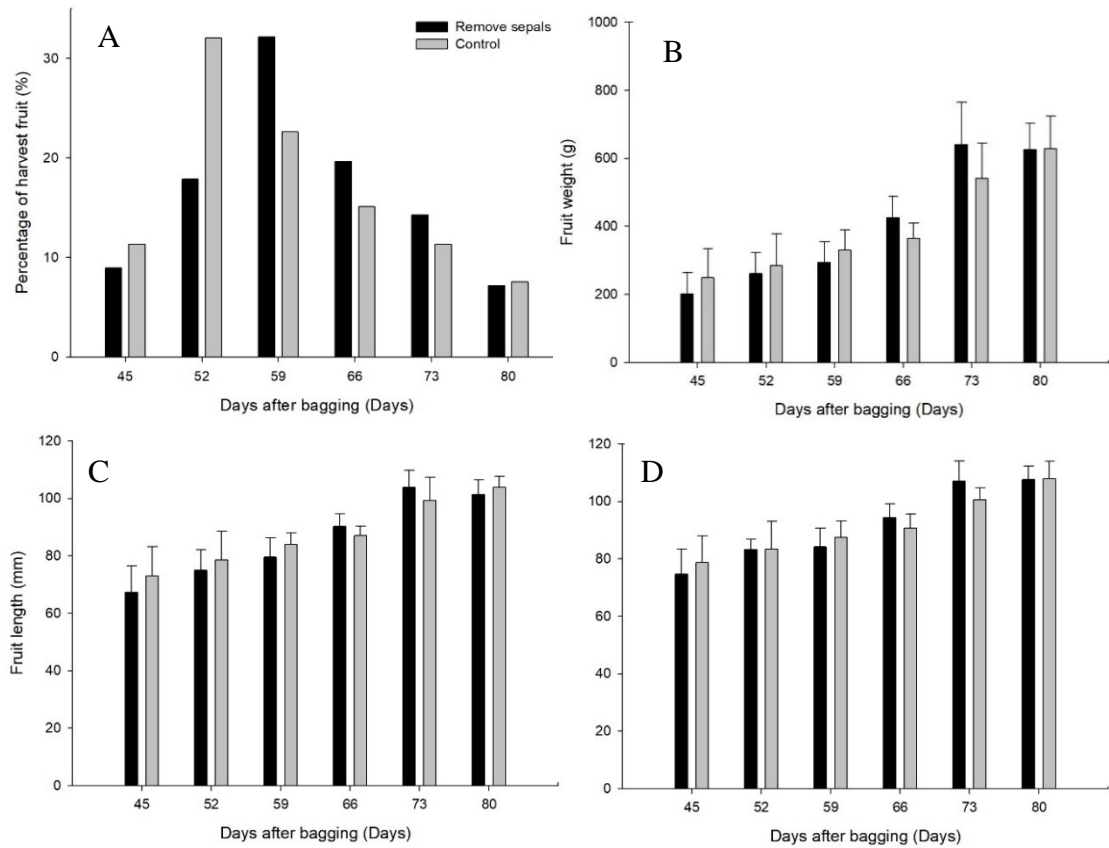 A
Remove sepals
Control
Percentage of harvest fruit (%)
30
20
10
0
45 52 59 66 73 80
Days after bagging (Days)
B
Fruit weight (g)
1000
800
600
400
200
0
45 52 59 66 73 80
Days after bagging (Days)
C
Fruit length (mm)
120
100
80
60
40
20
0
45 52 59 66 73 80
Days after bagging (Days)
D
120
100
80
60
40
20
0
45 52 59 66 73 80
Days after bagging (Days)